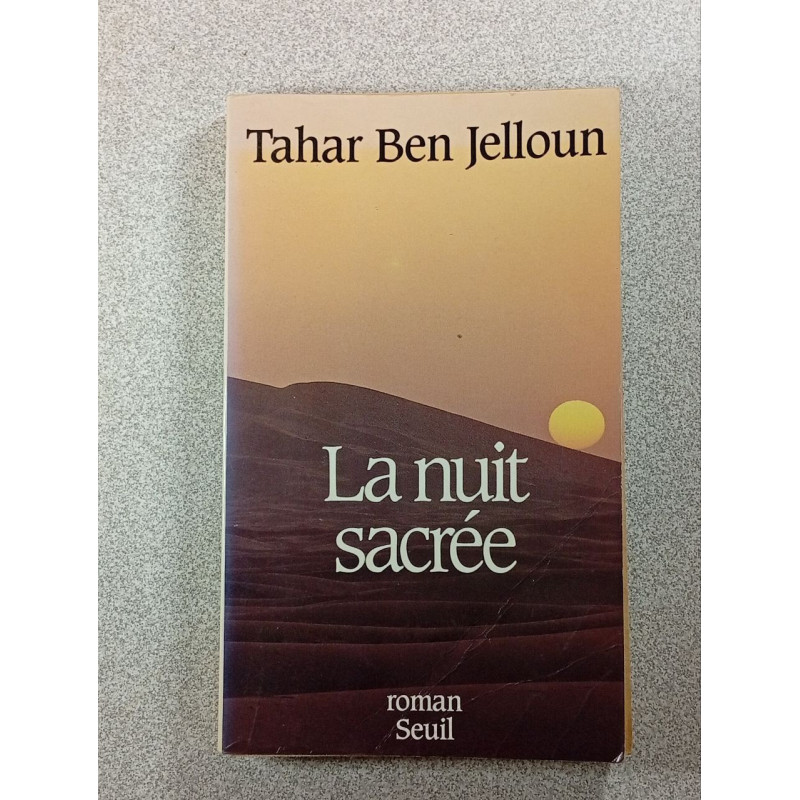 Tahar Ben Jelloun
La nuit
sacrée
roman
Seuil